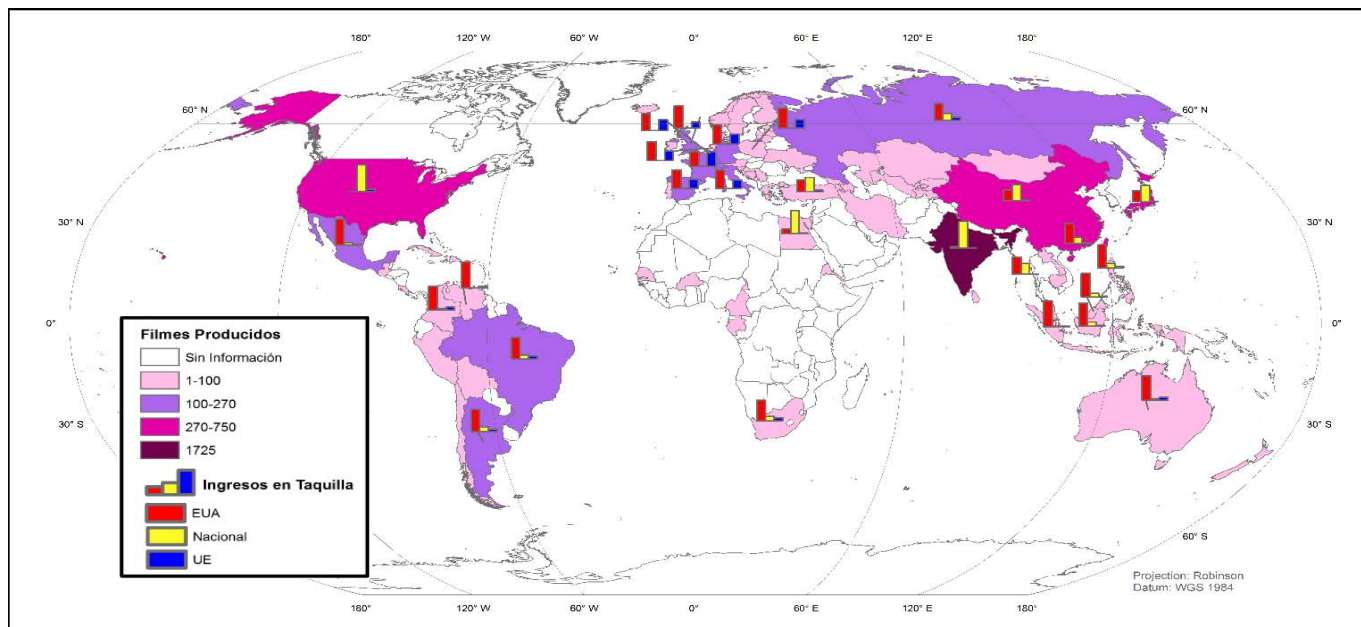 180° 120° W 60° W 0° 60° E 180°
60° N 60° N
30° N 30° N
0° 0°
30° S 30° S
60° S
Filmes Producidos
Sin Información
1-100
100-270
270-750
1725
Ingresos en Taquilla
EUA
Nacional
UE
Projection: Robinson
Datum: WGS 1984
180° 120° W 60° W 0° 60° E 120° E 180°